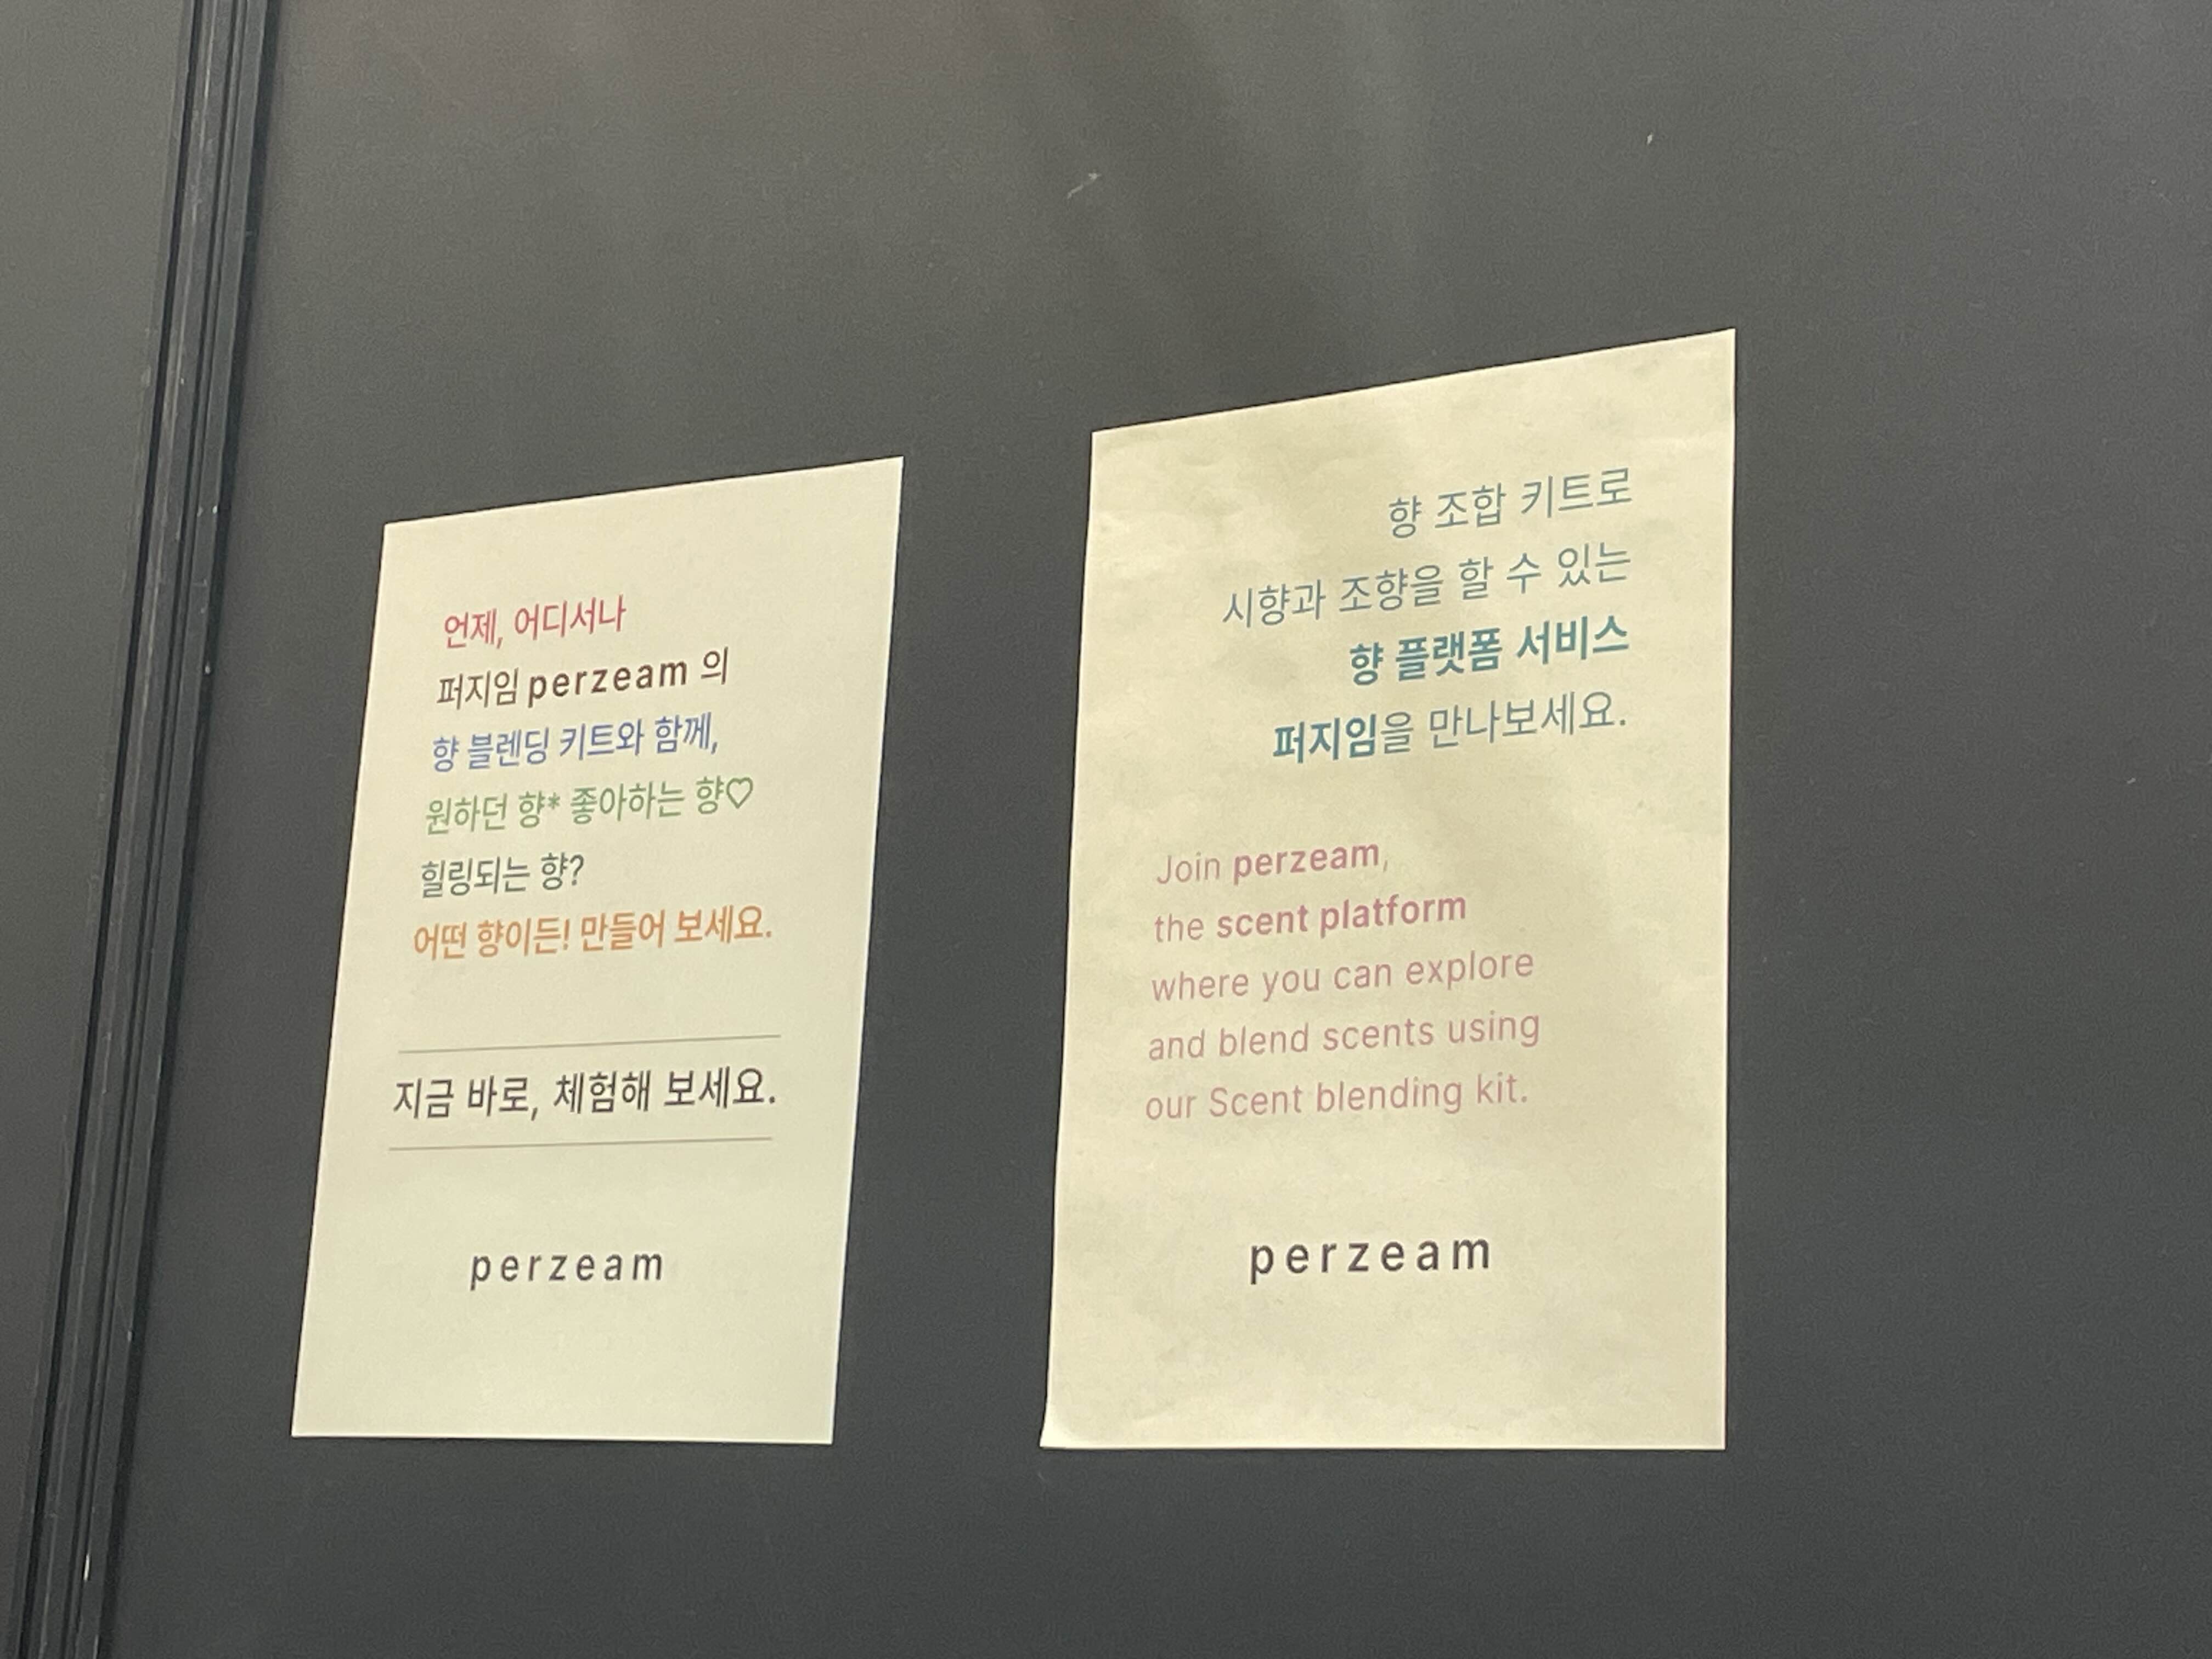 언제, 어디서나
퍼지임 perzeam 의
향 블렌딩 키트와 함께,
원하던 향* 좋아하는 향♡
힐링되는 향?
어떤 향이든! 만들어 보세요.
지금 바로, 체험해 보세요.
perzeam
향 조합 키트로
시향과 조향을 할 수 있는
향 플랫폼 서비스
퍼지임을 만나보세요.
Join perzeam,
the scent platform
where you can explore
and blend scents using
our Scent blending kit.
perzeam